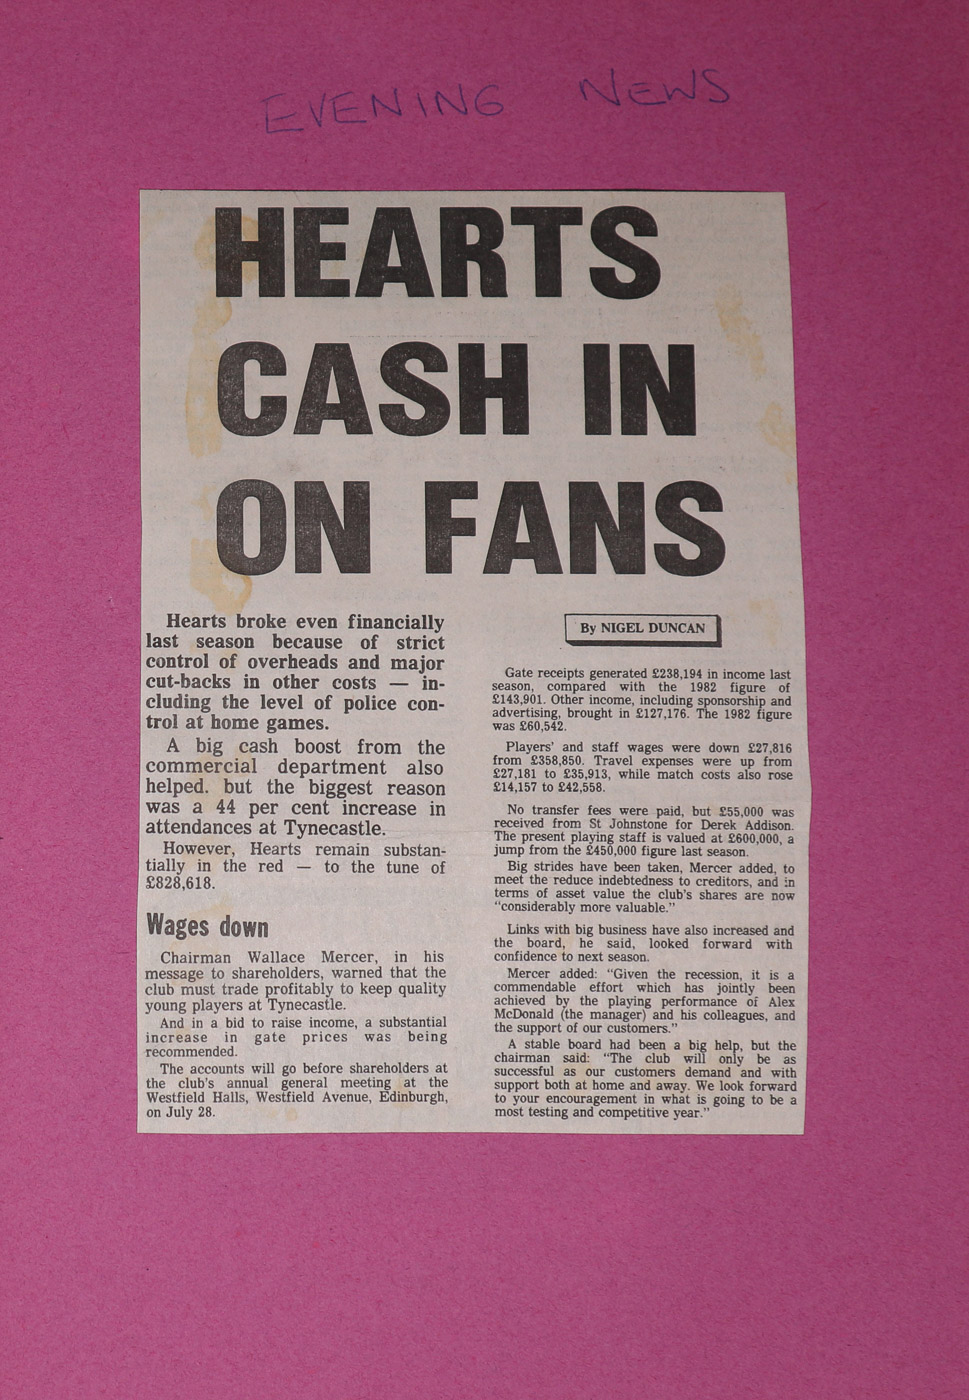 EVENING NEWS
HEARTS
CASH IN
ON FANS
Hearts broke even financially
last season because of strict
control of overheads and major
cut-backs in other costs — in-
cluding the level of police con-
trol at home games.
A big cash boost from the
commercial department also
helped. but the biggest reason
was a 44 per cent increase in
attendances at Tynecastle.
However, Hearts remain substan-
tially in the red — to the tune of
£828,618.
Wages down
Chairman Wallace Mercer, in his
message to shareholders, warned that the
club must trade profitably to keep quality
young players at Tynecastle.
And in a bid to raise income, a substantial
increase in gate prices was being
recommended.
The accounts will go before shareholders at
the club's annual general meeting at the
Westfield Halls, Westfield Avenue, Edinburgh,
on July 28.
By NIGEL DUNCAN
Gate receipts generated £238,194 in income last
season, compared with the 1982 figure of
£143,901. Other income, including sponsorship and
advertising, brought in £127,176. The 1982 figure
was £60,542.
Players' and staff wages were down £27,816
from £358,850. Travel expenses were up from
£27,181 to £35,913, while match costs also rose
£14,157 to £42,558.
No transfer fees were paid, but £55,000 was
received from St Johnstone for Derek Addison.
The present playing staff is valued at £600,000, a
jump from the £450,000 figure last season.
Big strides have been taken, Mercer added, to
meet the reduce indebtedness to creditors, and in
terms of asset value the club's shares are now
"considerably more valuable."
Links with big business have also increased and
the board, he said, looked forward with
confidence to next season.
Mercer added: "Given the recession, it is a
commendable effort which has jointly been
achieved by the playing performance of Alex
McDonald (the manager) and his colleagues, and
the support of our customers."
A stable board had been a big help, but the
chairman said: "The club will only be as
successful as our customers demand and with
support both at home and away. We look forward
to your encouragement in what is going to be a
most testing and competitive year."